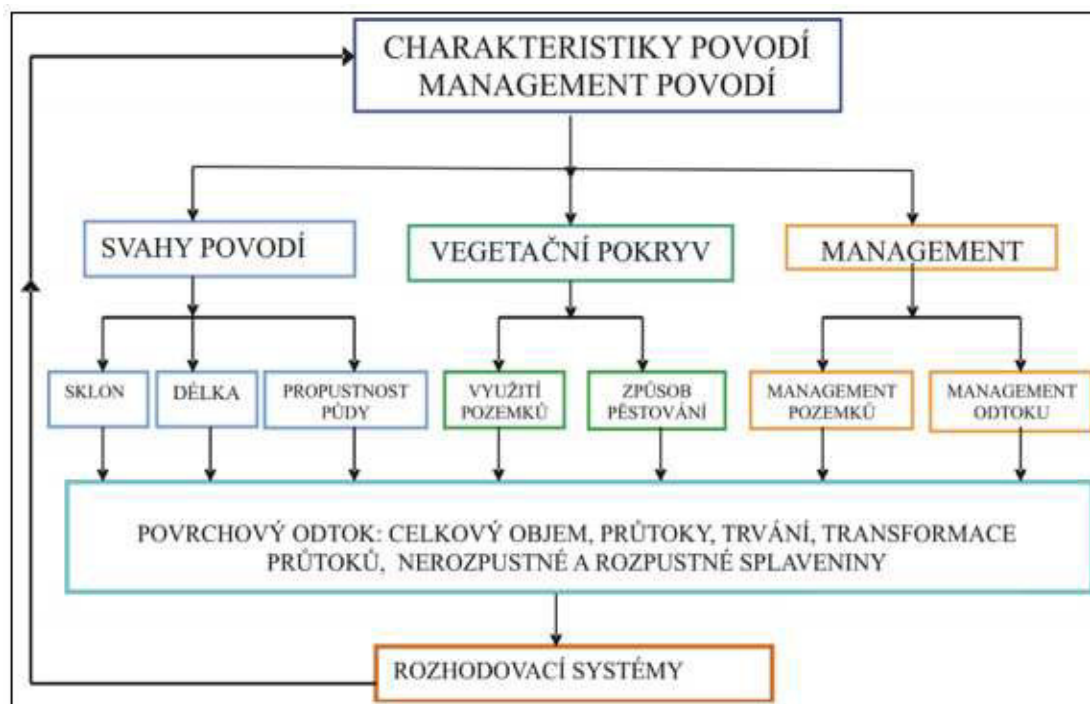 CHARAKTERISTIKY POVODÍ
MANAGEMENT POVODÍ
SVAHY POVODÍ
VEGETAČNÍ POKRYV
MANAGEMENT
SKLON
DÉLKA
PROPUSTNOST
PŮDY
VYUŽITÍ
POZEMKŮ
ZPŮSOB
PĚSTOVÁNÍ
MANAGEMENT
POZEMKŮ
MANAGEMENT
ODTOKU
POVRCHOVÝ ODTOK: CELKOVÝ OBJEM, PRŮTOKY, TRVÁNÍ, TRANSFORMACE
PRŮTOKŮ, NEROZPUSTNÉ A ROZPUSTNÉ SPLAVENINY
ROZHODOVACÍ SYSTÉMY